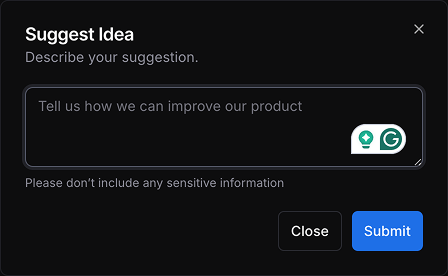 Suggest Idea
Describe your suggestion.
Tell us how we can improve our product
Please don't include any sensitive information
Close
Submit